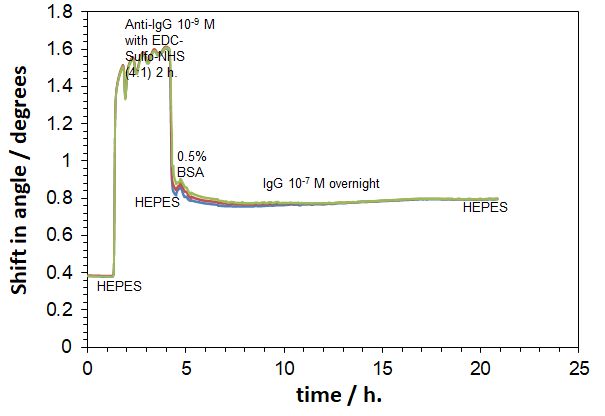 1.8
1.6
1.4
1.2
1
0.8
0.6
0.4
0.2
0
Shift in angle / degrees
Anti-IgG 10-9 M
with EDC-
Sulfo-NHS
(4:1) 2 h.
0.5%
BSA
IgG 10-7 M overnight
HEPES
HEPES
HEPES
0
5
10
15
20
25
time / h.